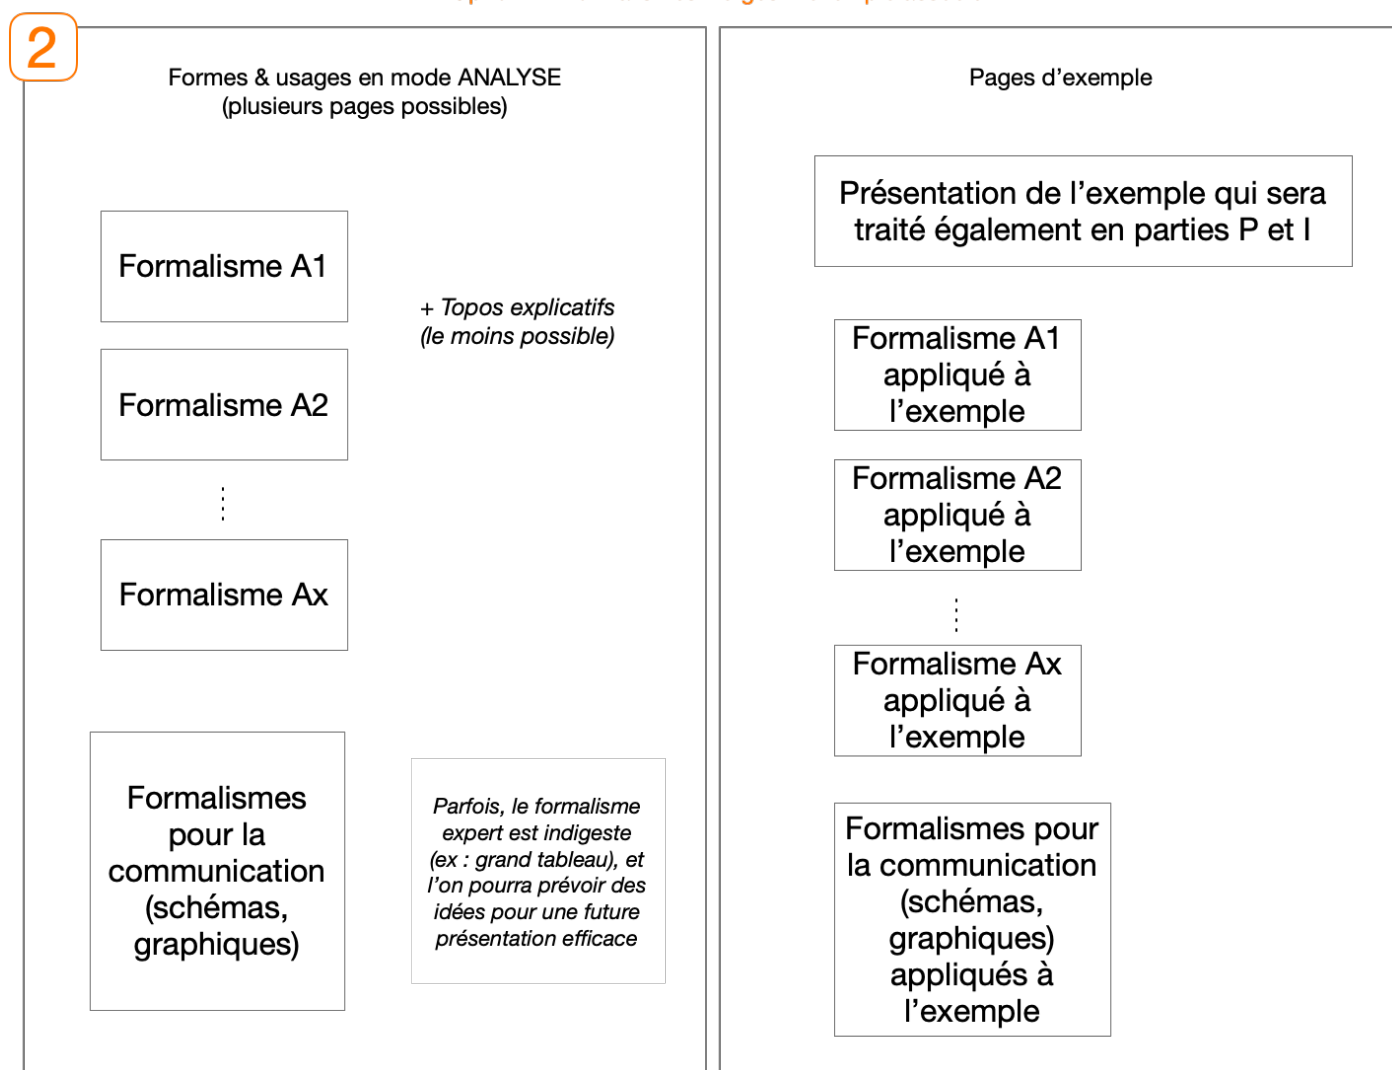 2
Formes & usages en mode ANALYSE
(plusieurs pages possibles)
Formalisme A1
+ Topos explicatifs
(le moins possible)
Formalisme A2
Formalisme Ax
Formalismes
pour la
communication
(schémas,
graphiques)
Parfois, le formalisme
expert est indigeste
(ex : grand tableau), et
l’on pourra prévoir des
idées pour une future
présentation efficace
Pages d’exemple
Présentation de l’exemple qui sera
traité également en parties P et I
Formalisme A1
appliqué à
l’exemple
Formalisme A2
appliqué à
l’exemple
Formalisme Ax
appliqué à
l’exemple
Formalismes pour
la communication
(schémas,
graphiques)
appliqués à
l’exemple